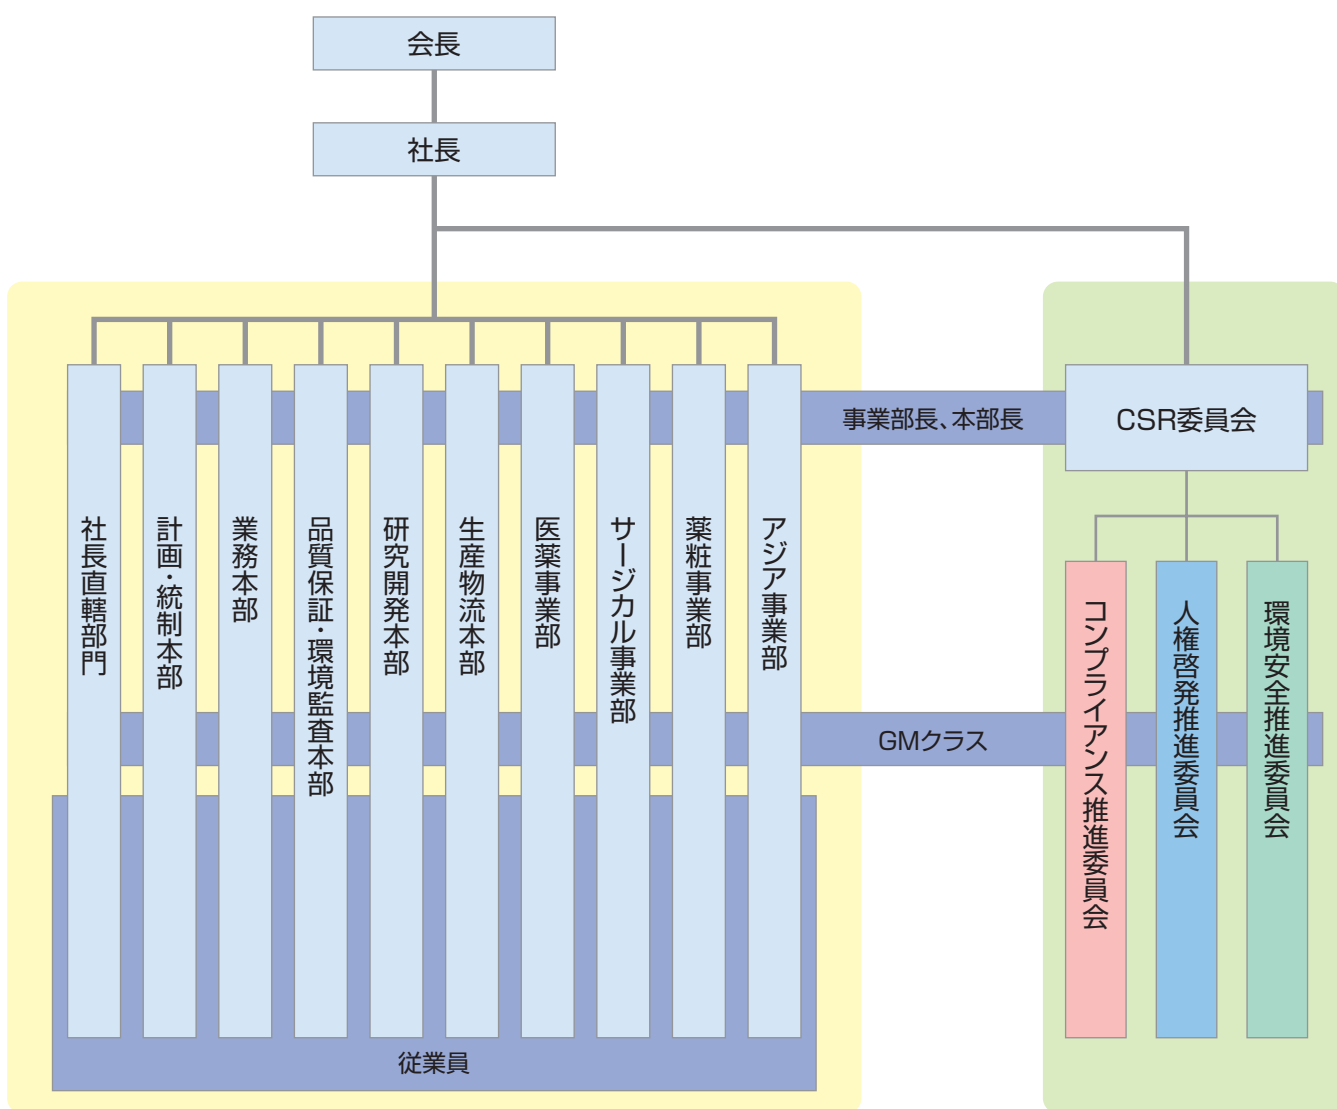 会長
社長
事業部長、本部長
CSR委員会
社長直轄部門
計画・統制本部
業務本部
品質保証・環境監査本部
研究開発本部
生産物流本部
医薬事業部
サージカル事業部
薬粧事業部
アジア事業部
コンプライアンス推進委員会
人権啓発推進委員会
環境安全推進委員会
GMクラス
従業員